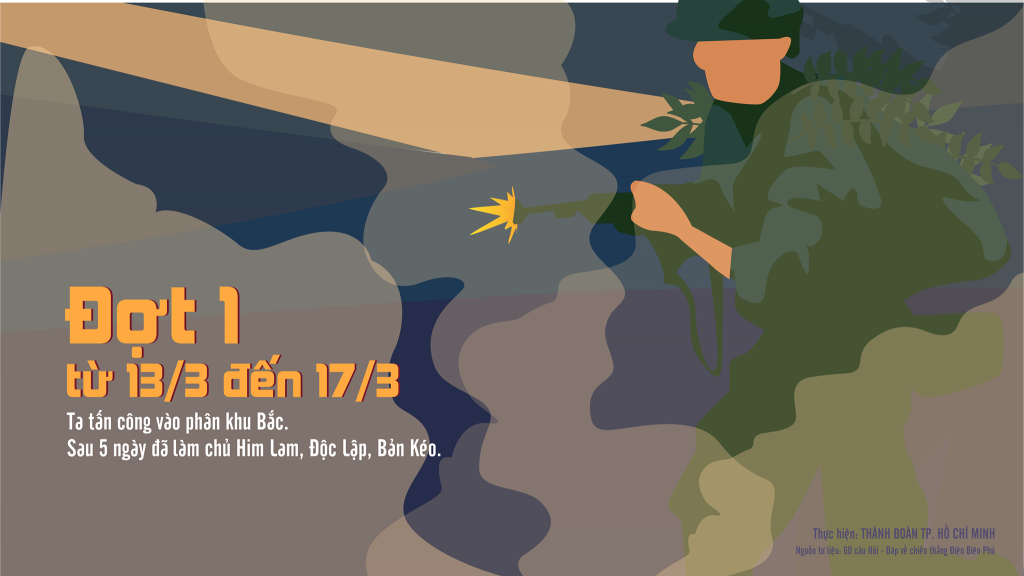 Đợt 1
từ 13/3 đến 17/3
Ta tấn công vào phân khu Bắc.
Sau 5 ngày đã làm chủ Him Lam, Độc Lập, Bản Kéo.
Thực hiện: THÀNH ĐOÀN TP. HỒ CHÍ MINH
Nguồn tư liệu: 60 câu Hỏi - Đáp về chiến thắng Điện Biên Phủ